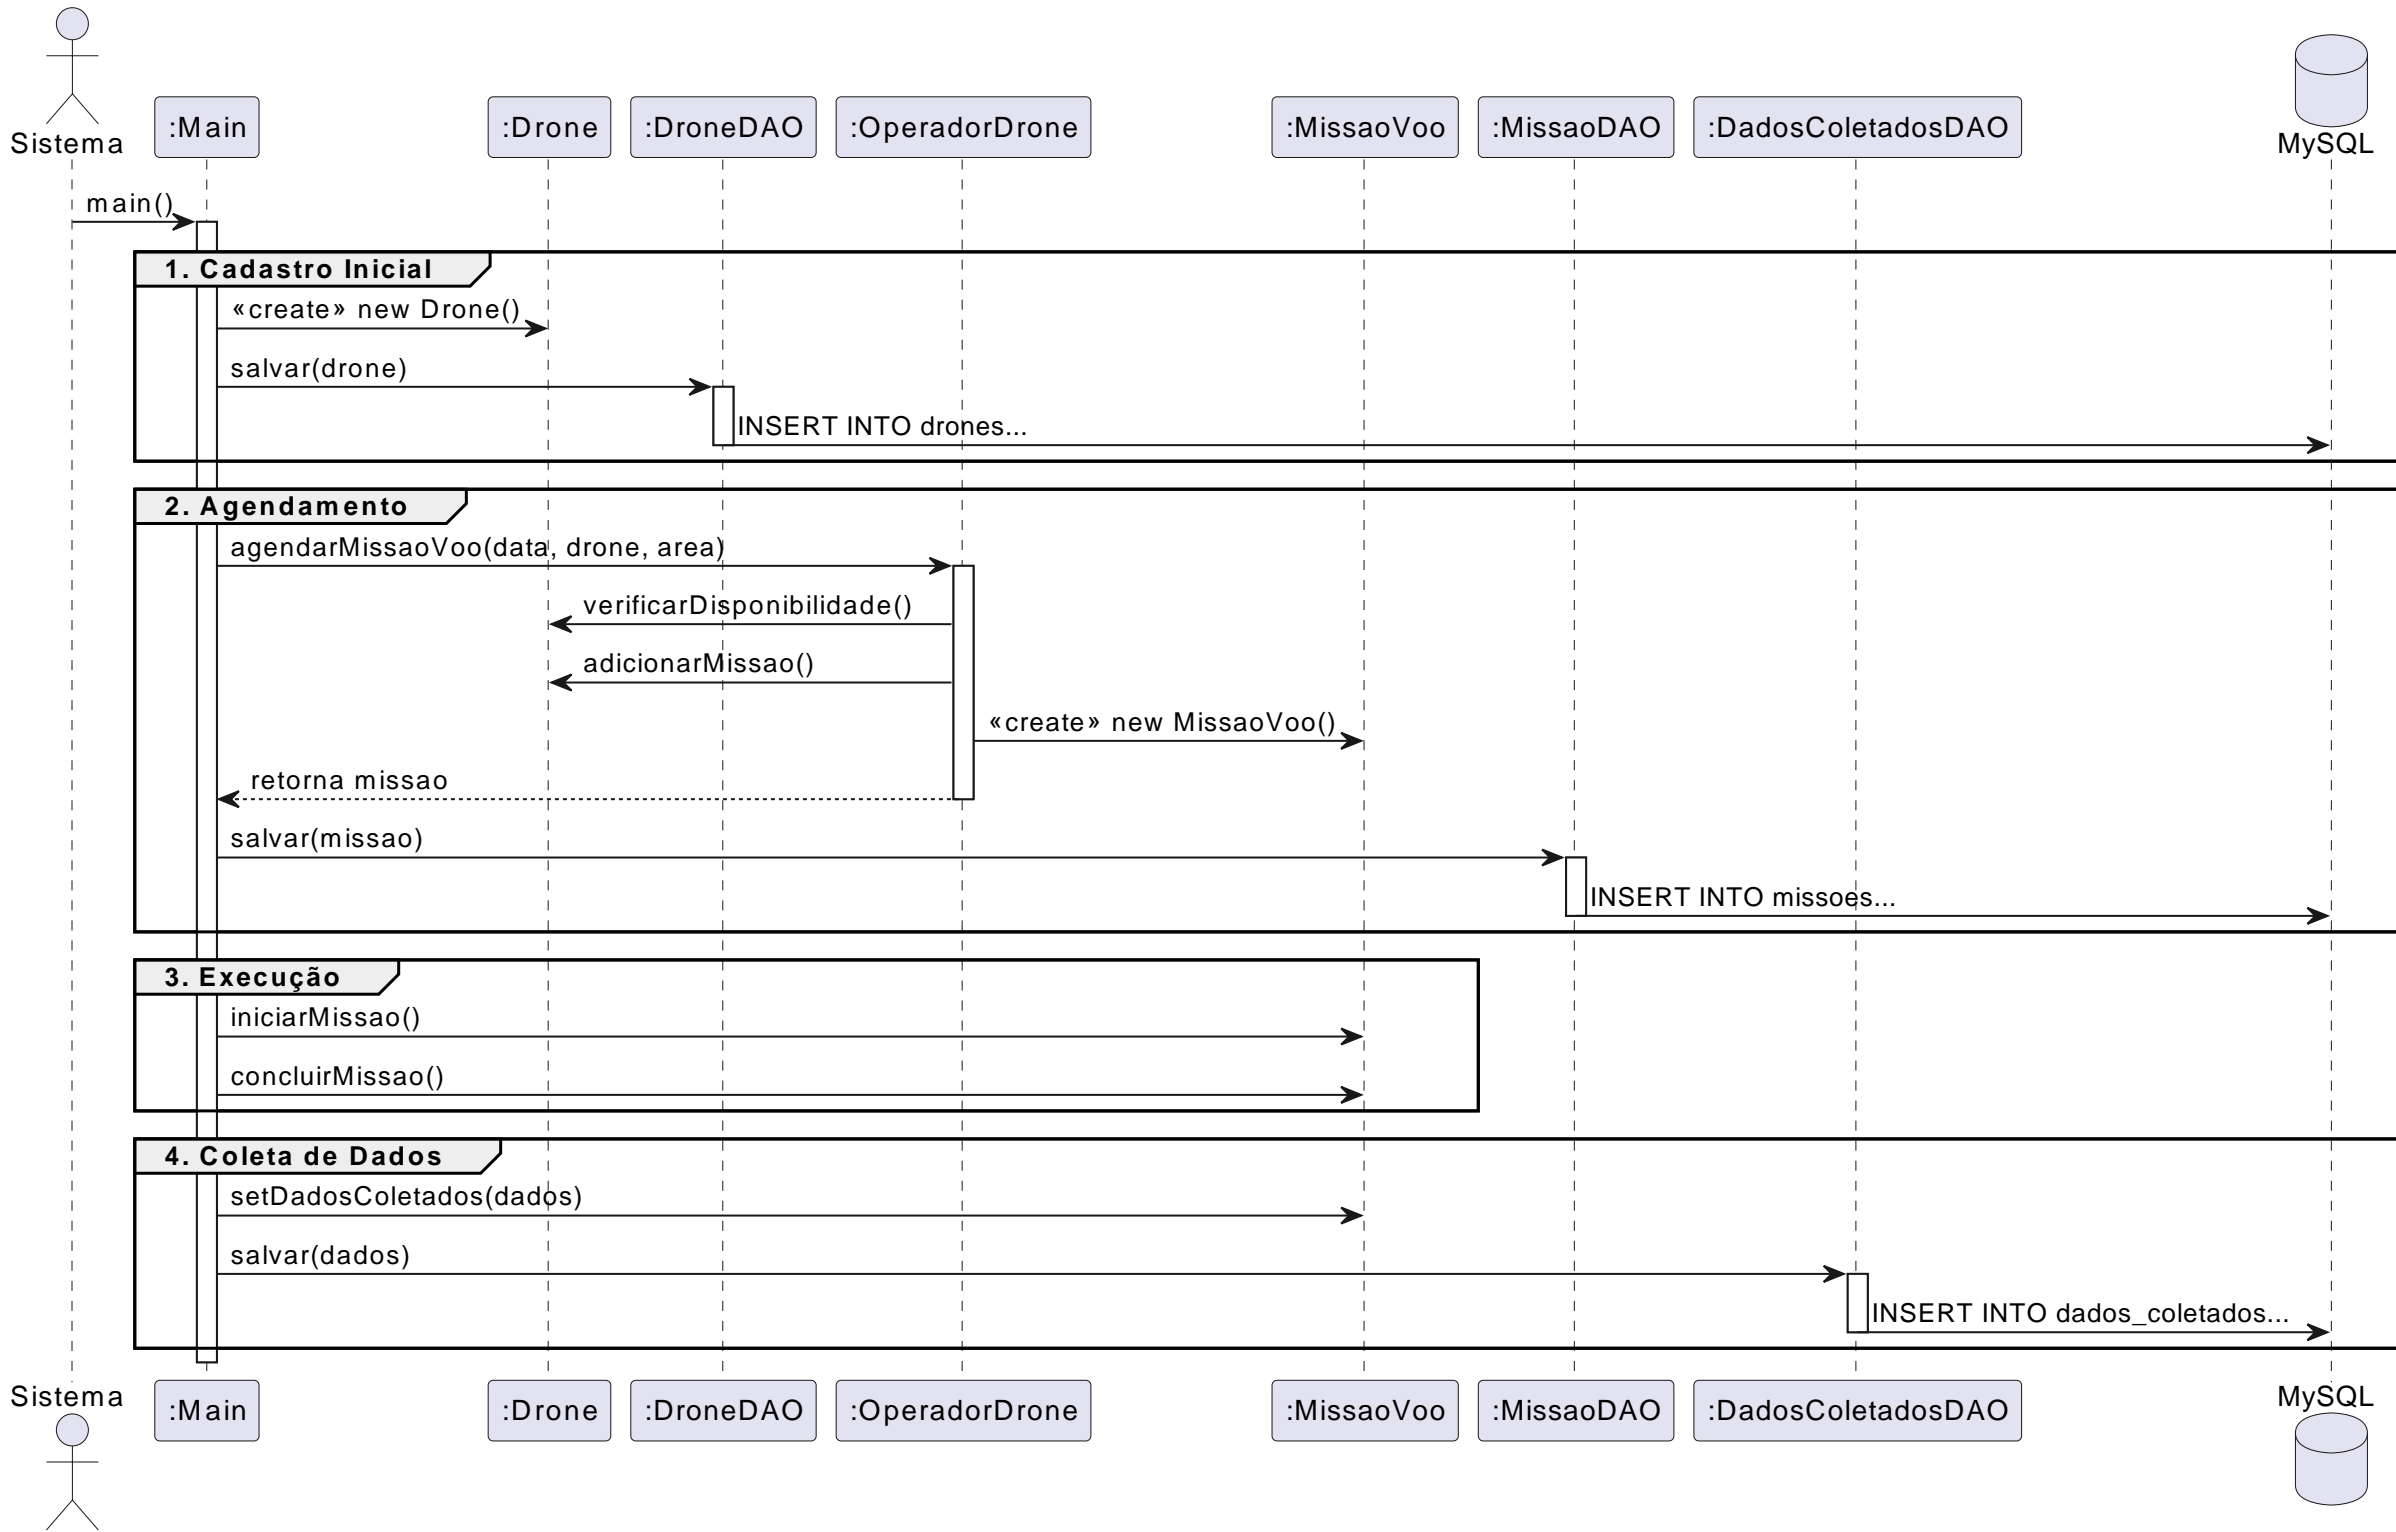 Sistema
:Main
:Drone
:DroneDAO
:OperadorDrone
:MissaoVoo
:MissaoDAO
:DadosColetadosDAO
MySQL
main()
1. Cadastro Inicial
«create» new Drone()
salvar(drone)
INSERT INTO drones...
2. Agendamento
agendarMissaoVoo(data, drone, area)
verificarDisponibilidade()
adicionarMissao()
«create» new MissaoVoo()
retorna missao
salvar(missao)
INSERT INTO missoes...
3. Execução
iniciarMissao()
concluirMissao()
4. Coleta de Dados
setDadosColetados(dados)
salvar(dados)
INSERT INTO dados_coletados...
Sistema
:Main
:Drone
:DroneDAO
:OperadorDrone
:MissaoVoo
:MissaoDAO
:DadosColetadosDAO
MySQL